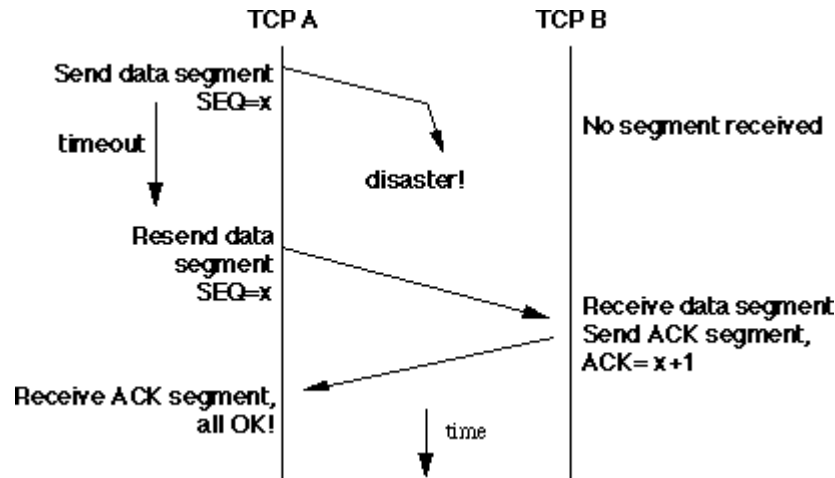 TCP A
TCP B
Send data segment
SEQ=x
No segment received
timeout
disaster!
Resend data
segment
SEQ=x
Receive data segment
Send ACK segment,
ACK= x+1
Receive ACK segment,
all OK!
time